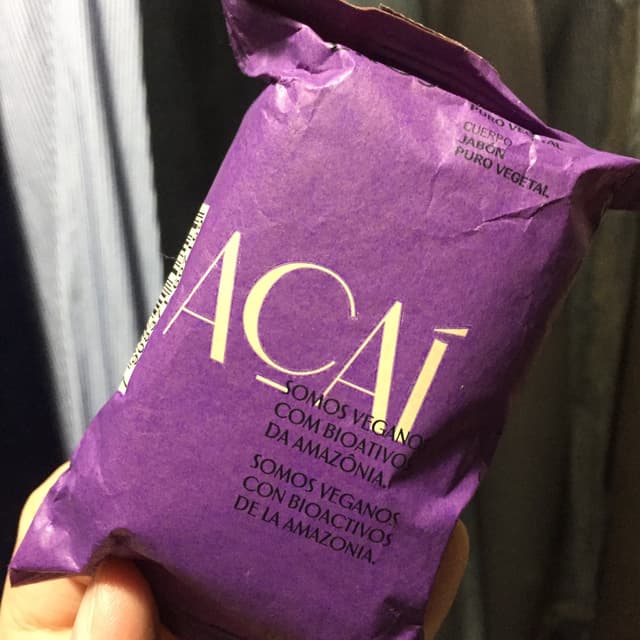 PURO VEGETAL
CUERPO
JABÓN
PURO VEGETAL
AÇAÍ
SOMOS VEGANOS
COM BIOATIVOS
DA AMAZÔNIA.
SOMOS VEGANOS
CON BIOACTIVOS
DE LA AMAZONIA.